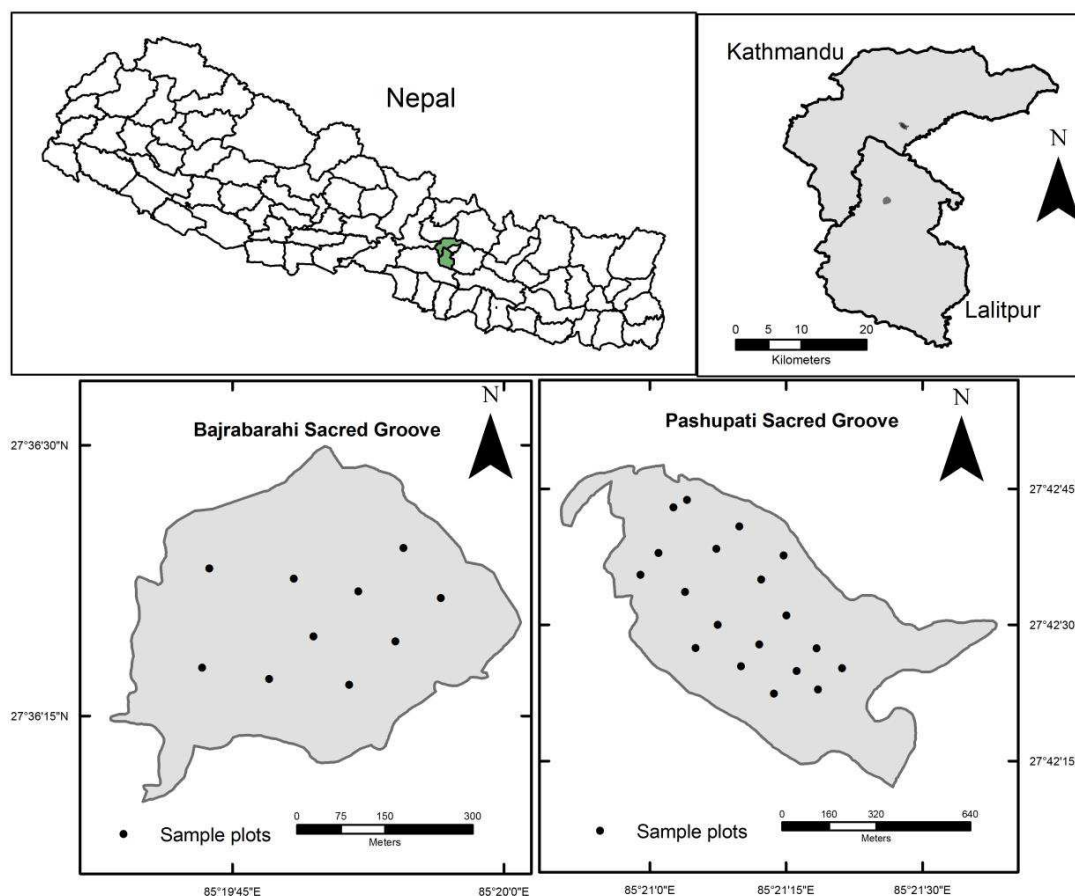 Nepal
Kathmandu
N
Lalitpur
0 5 10 20
Kilometers
Bajrabarahi Sacred Groove
N
27°36'30"N
27°36'15"N
Sample plots
0 75 150 300
Meters
85°19'45"E 85°20'0"E
Pashupati Sacred Groove
N
27°42'45"N
27°42'30"N
27°42'15"N
Sample plots
0 160 320 640
Meters
85°21'0"E 85°21'15"E 85°21'30"E